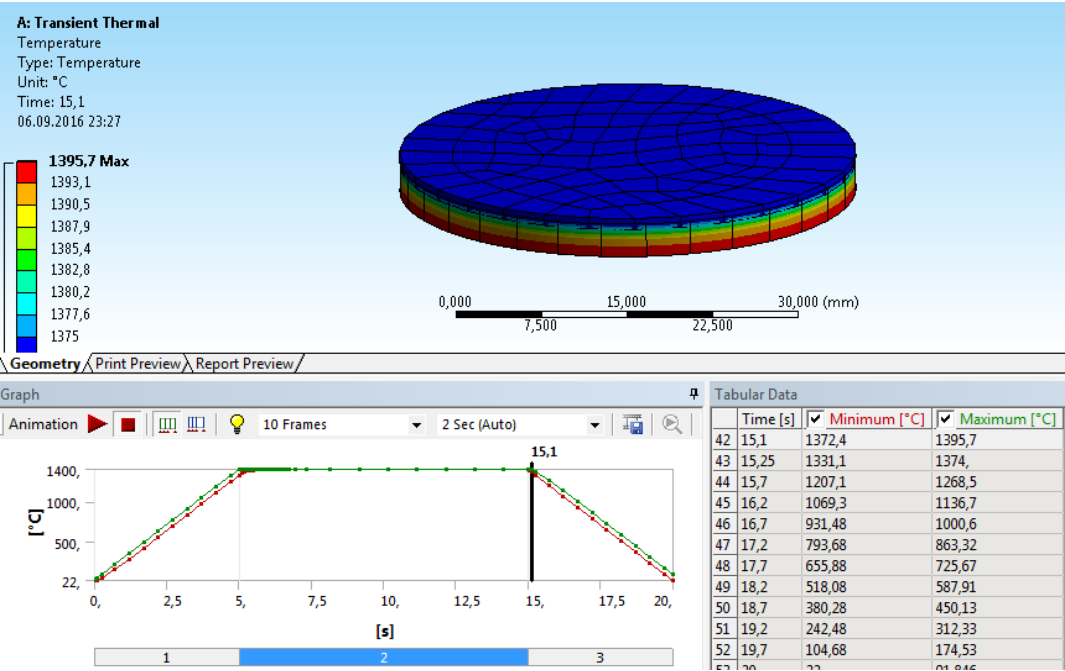 A: Transient Thermal
Temperature
Type: Temperature
Unit: °C
Time: 15,1
06.09.2016 23:27
1395,7 Max
1393,1
1390,5
1387,9
1385,4
1382,8
1380,2
1377,6
1375
0,000 15,000 30,000 (mm)
7,500 22,500
Geometry Print Preview Report Preview
Graph
Animation 10 Frames 2 Sec (Auto)
15,1
1400,
1000,
500,
22,
[°C]
0, 2,5 5, 7,5 10, 12,5 15, 17,5 20,
[s]
1 2 3
Tabular Data
Time [s] Minimum [°C] Maximum [°C]
42 15,1 1372,4 1395,7
43 15,25 1331,1 1374,
44 15,7 1207,1 1268,5
45 16,2 1069,3 1136,7
46 16,7 931,48 1000,6
47 17,2 793,68 863,32
48 17,7 655,88 725,67
49 18,2 518,08 587,91
50 18,7 380,28 450,13
51 19,2 242,48 312,33
52 19,7 104,68 174,53
53 20, 22, 91,846